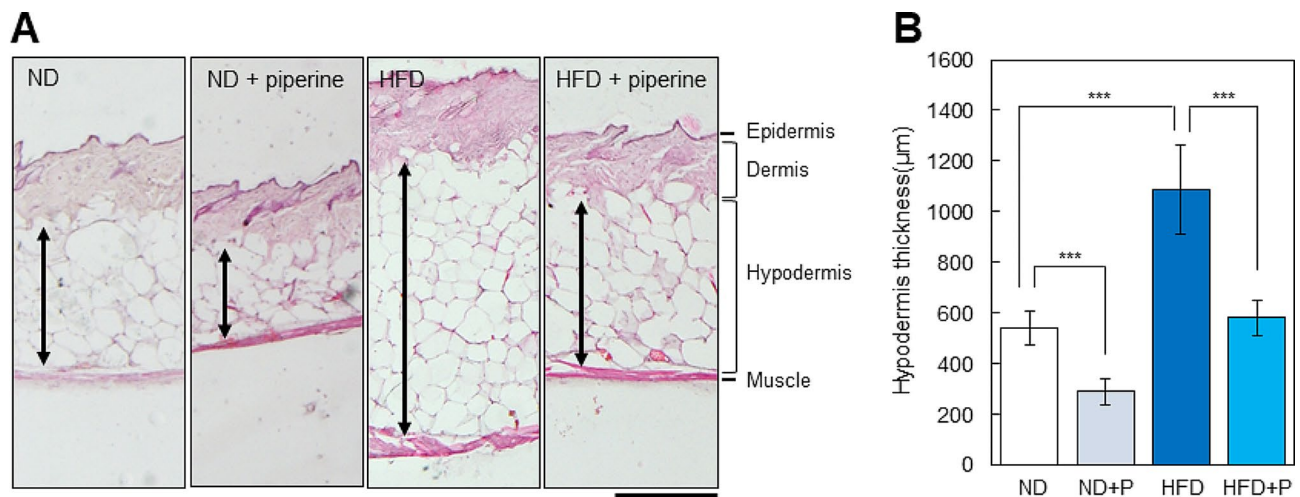 A
ND
ND + piperine
HFD
HFD + piperine
Epidermis
Dermis
Hypodermis
Muscle
B
Hypodermis thickness(μm)
1600
1400
1200
1000
800
600
400
200
0
***
***
***
ND
ND+P
HFD
HFD+P